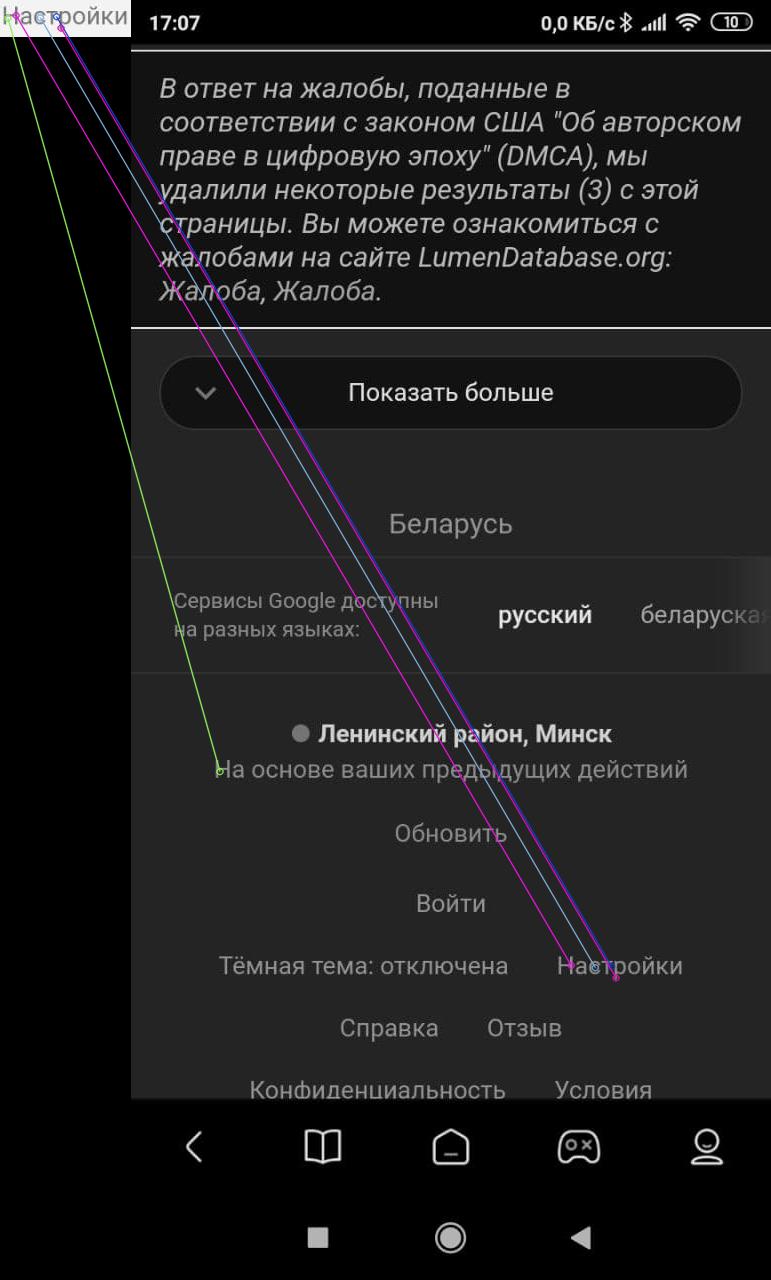 Настройки
17:07
0,0 КБ/с
10
В ответ на жалобы, поданные в
соответствии с законом США "Об авторском
праве в цифровую эпоху" (DMCA), мы
удалили некоторые результаты (3) с этой
страницы. Вы можете ознакомиться с
жалобами на сайте LumenDatabase.org:
Жалоба, Жалоба.
Показать больше
Беларусь
Сервисы Google доступны
на разных языках:
русский беларуская
Ленинский район, Минск
На основе ваших предыдущих действий
Обновить
Войти
Тёмная тема: отключена Настройки
Справка Отзыв
Конфиденциальность Условия